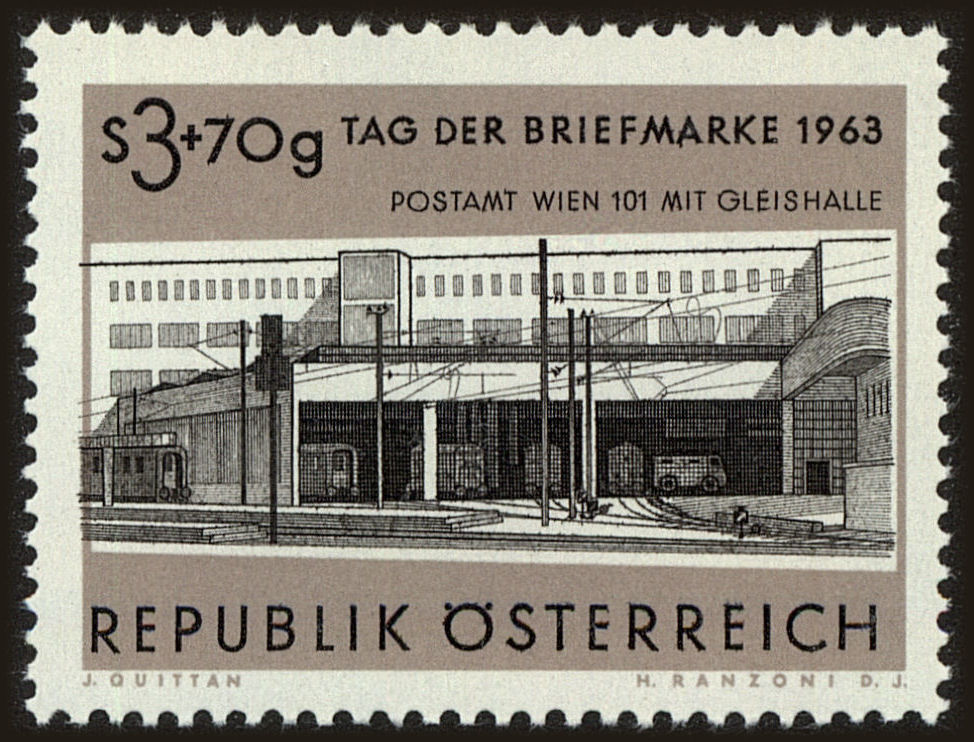 S3+70g TAG DER BRIEFMARKE 1963
POSTAMT WIEN 101 MIT GLEISHALLE
REPUBLIK ÖSTERREICH
J. QUITTAN H. RANZONI D. J.